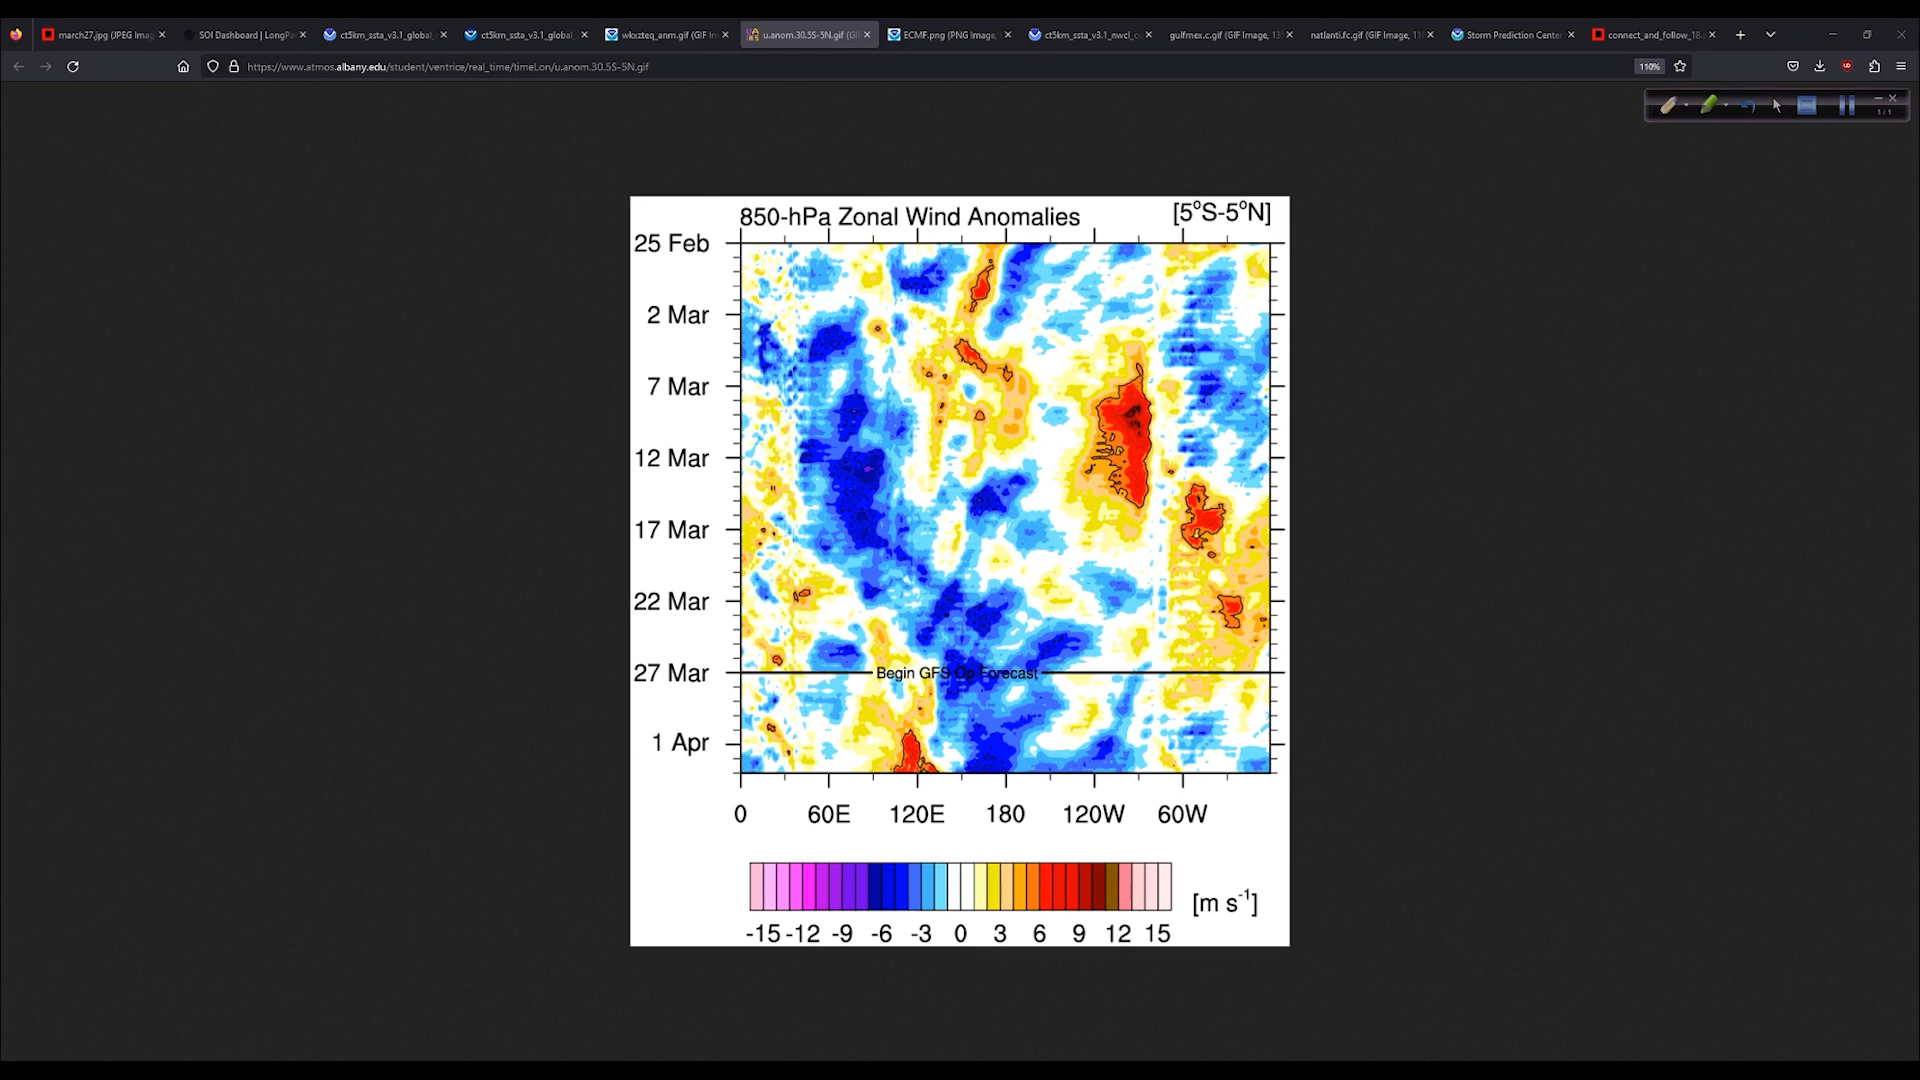 march27.jpg (JPEG Imag
SOI Dashboard | LongPa
ct5km_ssta_v3.1_global_
ct5km_ssta_v3.1_global_
wkxzteq_anm.gif (GIF Im
u.anom.30.5S-5N.gif (GI
ECMF.png (PNG Image,
ct5km_ssta_v3.1_nwcl_c
gulfmex.c.gif (GIF Image, 13
natlanti.fc.gif (GIF Image, 11
Storm Prediction Center
connect_and_follow_18.
https://www.atmos.albany.edu/student/ventrice/real_time/timeLon/u.anom.30.5S-5N.gif
110%
1 / 1
850-hPa Zonal Wind Anomalies
[5°S-5°N]
25 Feb
2 Mar
7 Mar
12 Mar
17 Mar
22 Mar
27 Mar
Begin GFS Op Forecast
1 Apr
0 60E 120E 180 120W 60W
[m s⁻¹]
-15 -12 -9 -6 -3 0 3 6 9 12 15